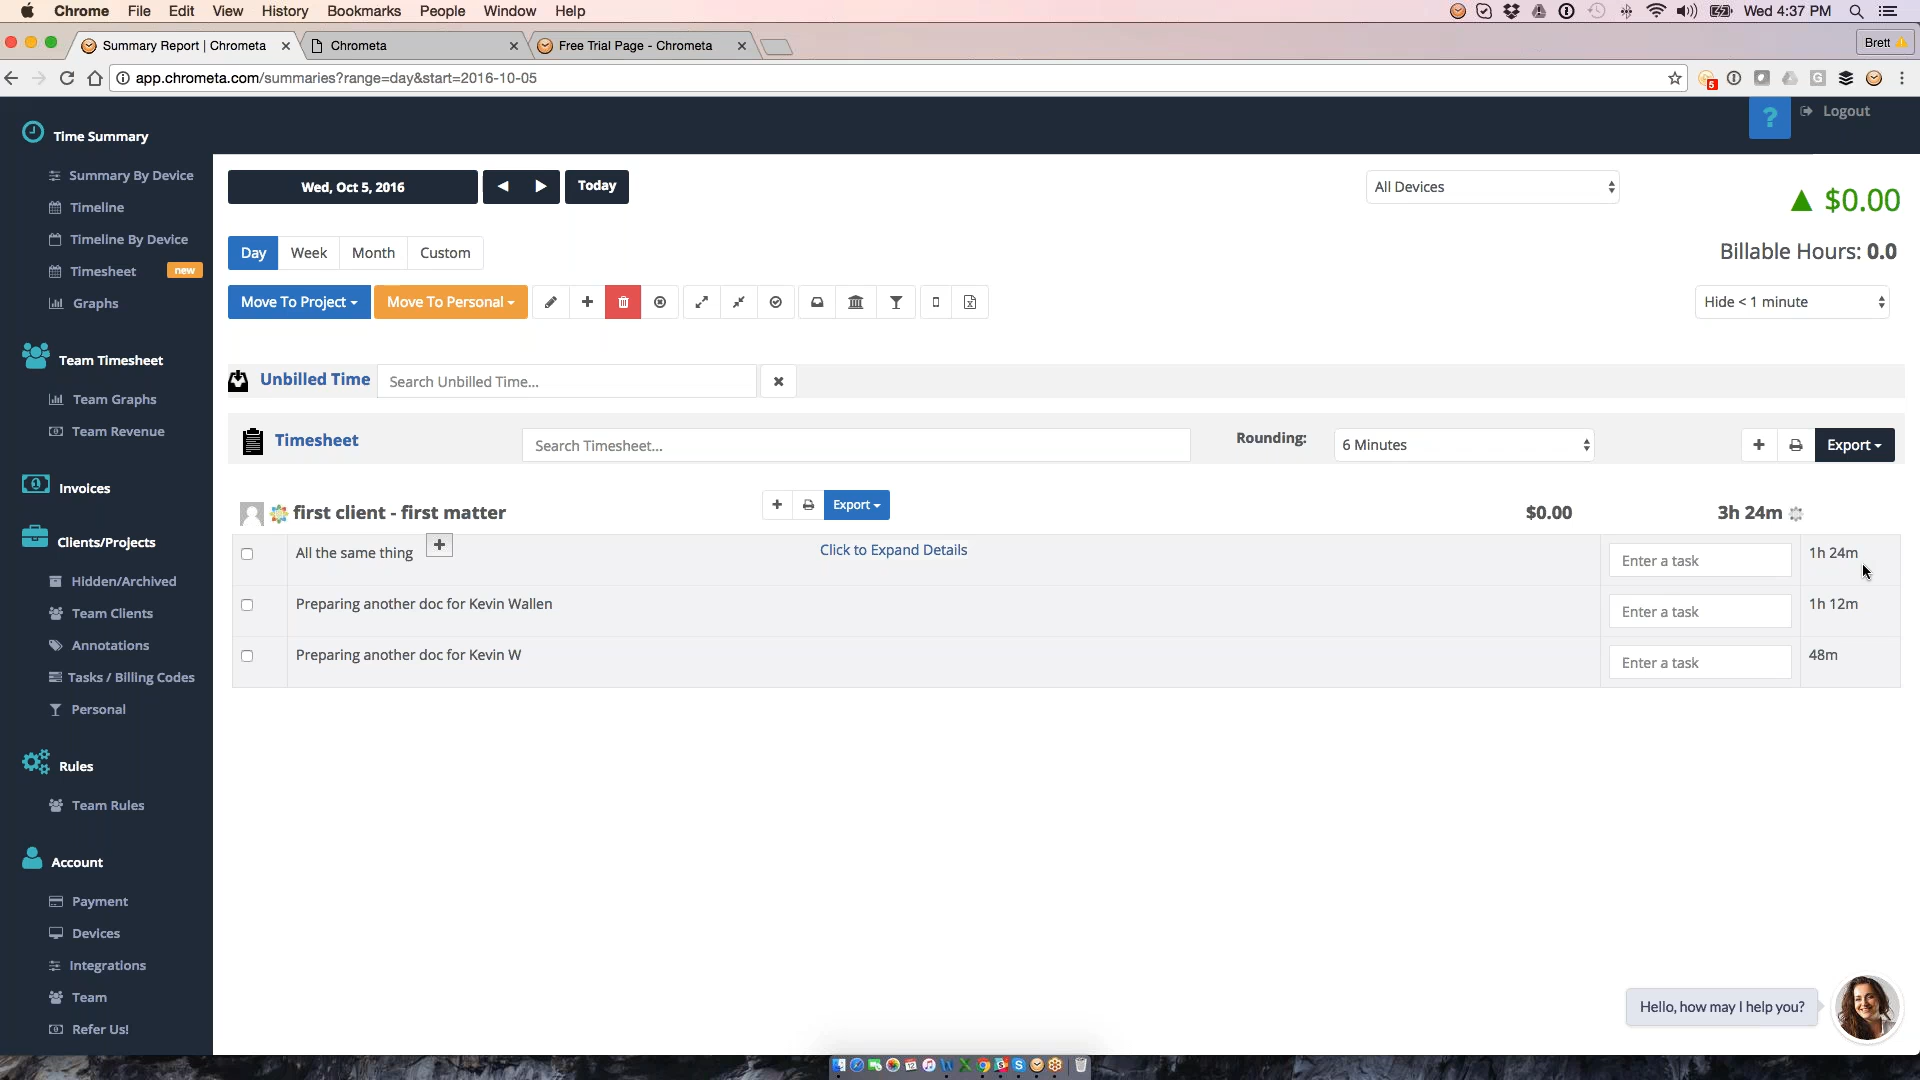 Chrome File Edit View History Bookmarks People Window Help Wed 4:37 PM
Summary Report | Chrometa Chrometa Free Trial Page - Chrometa Brett
app.chrometa.com/summaries?range=day&start=2016-10-05 5
? Logout
Time Summary
Summary By Device
Timeline
Timeline By Device
Timesheet new
Graphs
Team Timesheet
Team Graphs
Team Revenue
Invoices
Clients/Projects
Hidden/Archived
Team Clients
Annotations
Tasks / Billing Codes
Personal
Rules
Team Rules
Account
Payment
Devices
Integrations
Team
Refer Us!
Wed, Oct 5, 2016 Today All Devices $0.00
Day Week Month Custom Billable Hours: 0.0
Move To Project Move To Personal Hide < 1 minute
Unbilled Time Search Unbilled Time...
Timesheet Search Timesheet... Rounding: 6 Minutes Export
first client - first matter Export $0.00 3h 24m
All the same thing Click to Expand Details Enter a task 1h 24m
Preparing another doc for Kevin Wallen Enter a task 1h 12m
Preparing another doc for Kevin W Enter a task 48m
Hello, how may I help you?